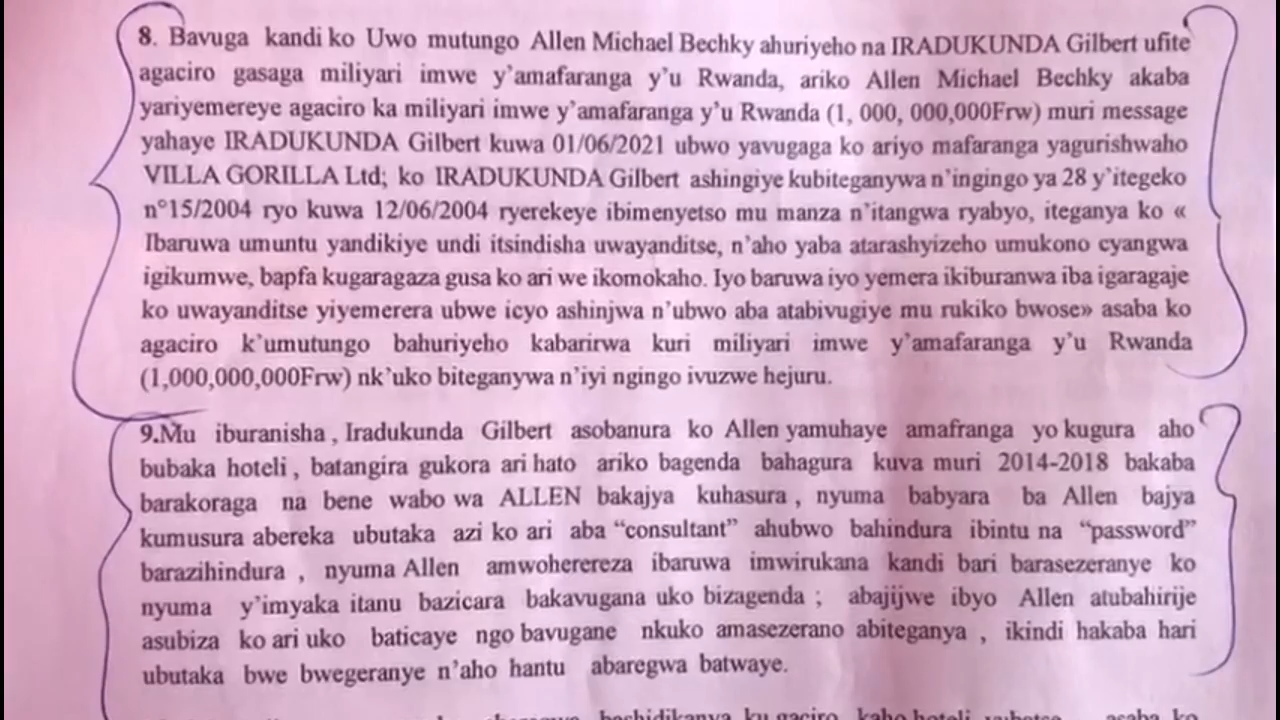 8. Bavuga kandi ko Uwo mutungo Allen Michael Bechky ahuriyeho na IRADUKUNDA Gilbert ufite
agaciro gasaga miliyari imwe y'amafaranga y'u Rwanda, ariko Allen Michael Bechky akaba
yariyemereye agaciro ka miliyari imwe y'amafaranga y'u Rwanda (1, 000, 000,000Frw) muri message
yahaye IRADUKUNDA Gilbert kuwa 01/06/2021 ubwo yavugaga ko ariyo mafaranga yagurishwaho
VILLA GORILLA Ltd; ko IRADUKUNDA Gilbert ashingiye kubiteganywa n'ingingo ya 28 y'itegeko
n°15/2004 ryo kuwa 12/06/2004 ryerekeye ibimenyetso mu manza n'itangwa ryabyo, iteganya ko «
Ibaruwa umuntu yandikiye undi itsindisha uwayanditse, n'aho yaba atarashyizeho umukono cyangwa
igikumwe, bapfa kugaragaza gusa ko ari we ikomokaho. Iyo baruwa iyo yemera ikiburanwa iba igaragaje
ko uwayanditse yiyemerera ubwe icyo ashinjwa n'ubwo aba atabivugiye mu rukiko bwose» asaba ko
agaciro k'umutungo bahuriyeho kabarirwa kuri miliyari imwe y'amafaranga y'u Rwanda
(1,000,000,000Frw) nk'uko biteganywa n'iyi ngingo ivuzwe hejuru.
9.Mu iburanisha , Iradukunda Gilbert asobanura ko Allen yamuhaye amafranga yo kugura aho
bubaka hoteli , batangira gukora ari hato ariko bagenda bahagura kuva muri 2014-2018 bakaba
barakoraga na bene wabo wa ALLEN bakajya kuhasura , nyuma babyara ba Allen bajya
kumusura abereka ubutaka azi ko ari aba "consultant" ahubwo bahindura ibintu na "password"
barazihindura , nyuma Allen amwoherereza ibaruwa imwirukana kandi bari barasezeranye ko
nyuma y'imyaka itanu bazicara bakavugana uko bizagenda ; abajijwe ibyo Allen atubahirije
asubiza ko ari uko baticaye ngo bavugane nkuko amasezerano abiteganya , ikindi hakaba hari
ubutaka bwe bwegeranye n'aho hantu abaregwa batwaye.